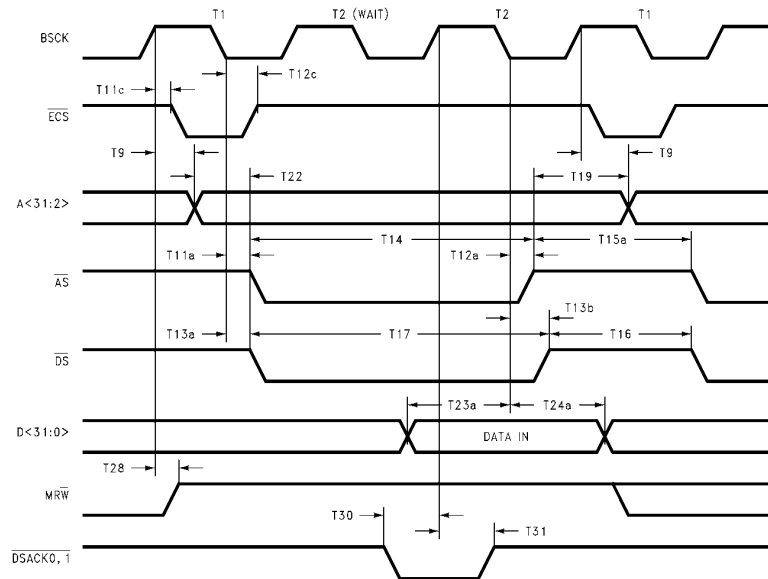 T1 T2 (WAIT) T2 T1
BSCK
T12c
T11c
ECS
T9 T9
T22 T19
A<31:2>
T14 T15a
T11a T12a
AS
T13b
T13a T17 T16
DS
T23a T24a
D<31:0> DATA IN
T28
MRW
T30 T31
DSACK0, 1